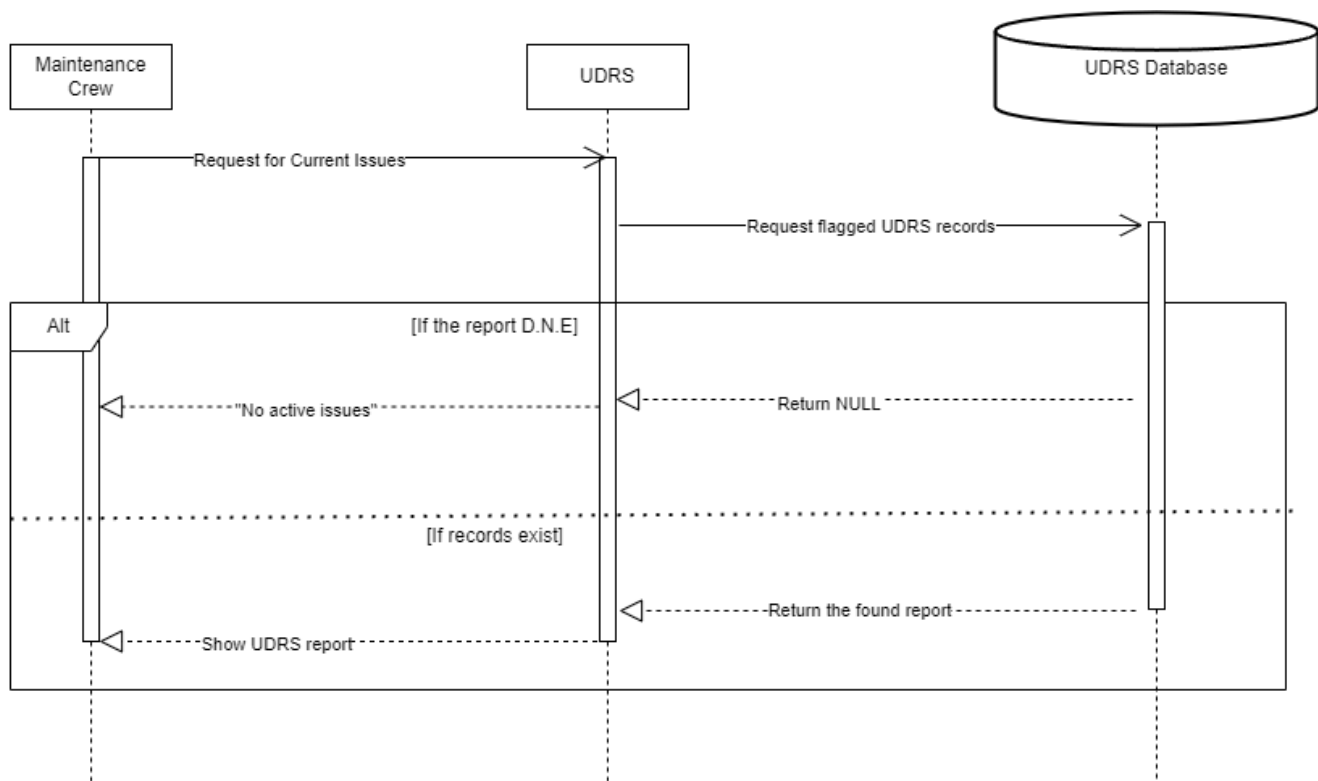 Maintenance
Crew
UDRS
UDRS Database
Request for Current Issues
Request flagged UDRS records
Alt
[If the report D.N.E]
"No active issues"
Return NULL
[If records exist]
Return the found report
Show UDRS report